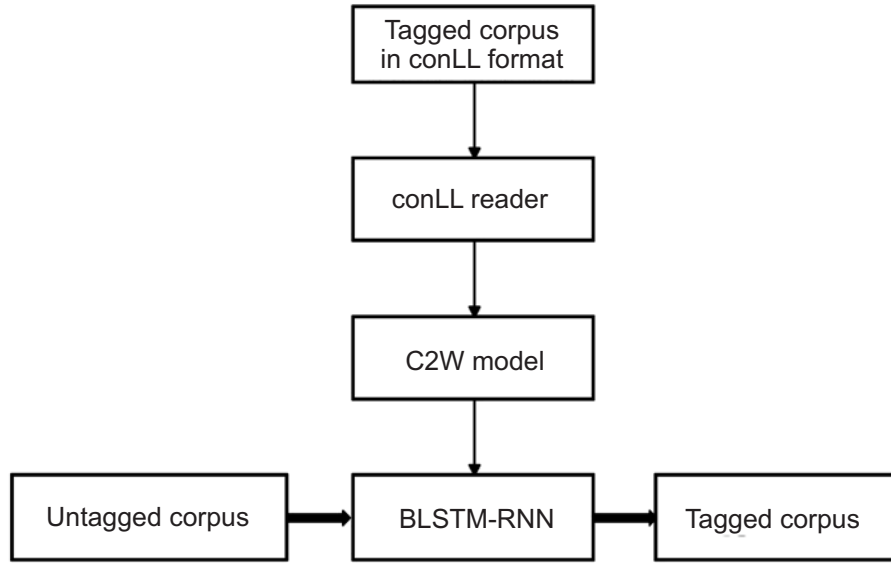 Tagged corpus
in conLL format
conLL reader
C2W model
Untagged corpus
BLSTM-RNN
Tagged corpus